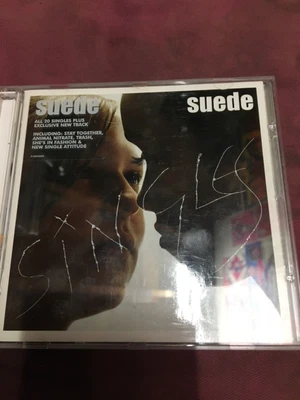 suede
suede
ALL 20 SINGLES PLUS
EXCLUSIVE NEW TRACK
INCLUDING: STAY TOGETHER,
ANIMAL NITRATE, TRASH,
SHE'S IN FASHION &
NEW SINGLE ATTITUDE
SiNGLS